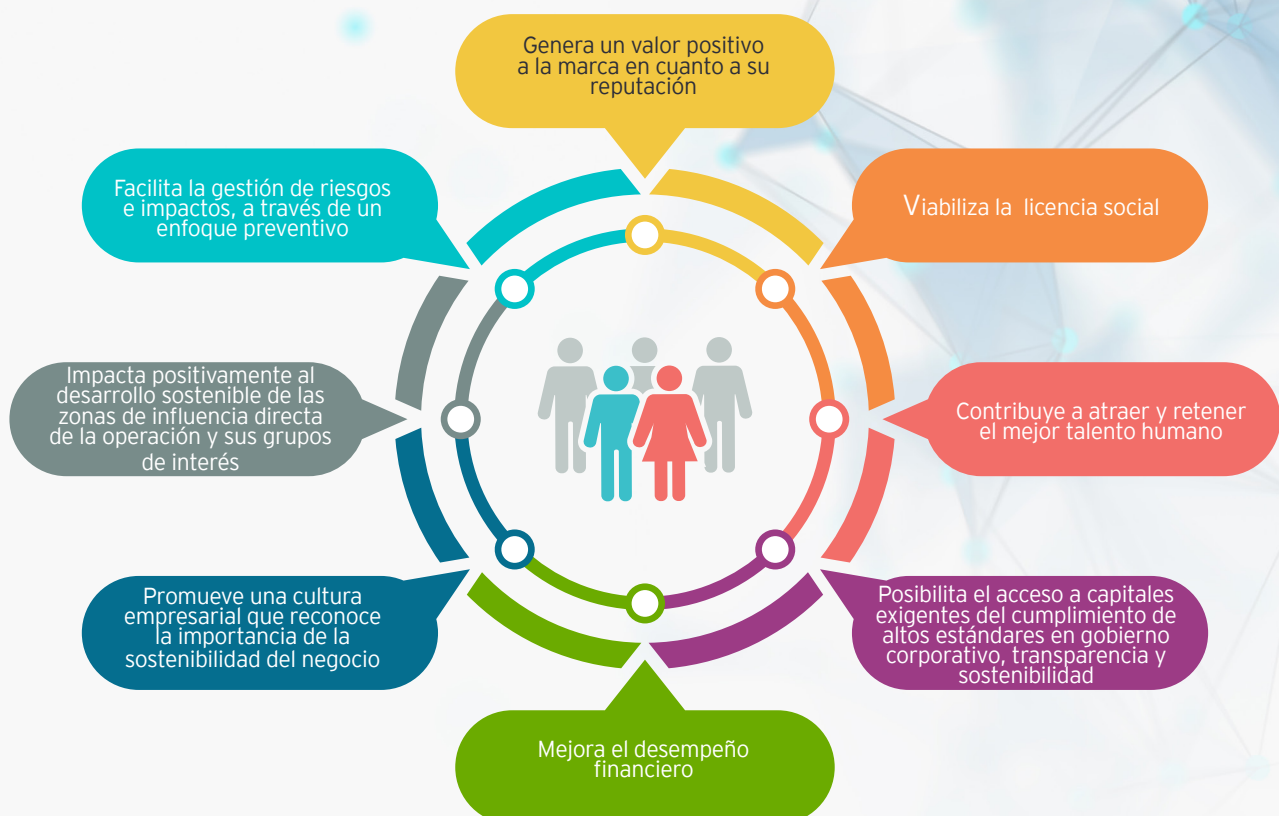 Genera un valor positivo
a la marca en cuanto a su
reputación
Viabiliza la licencia social
Contribuye a atraer y retener
el mejor talento humano
Posibilita el acceso a capitales
exigentes del cumplimiento de
altos estándares en gobierno
corporativo, transparencia y
sostenibilidad
Mejora el desempeño
financiero
Promueve una cultura
empresarial que reconoce
la importancia de la
sostenibilidad del negocio
Impacta positivamente al
desarrollo sostenible de las
zonas de influencia directa
de la operación y sus grupos
de interés
Facilita la gestión de riesgos
e impactos, a través de un
enfoque preventivo